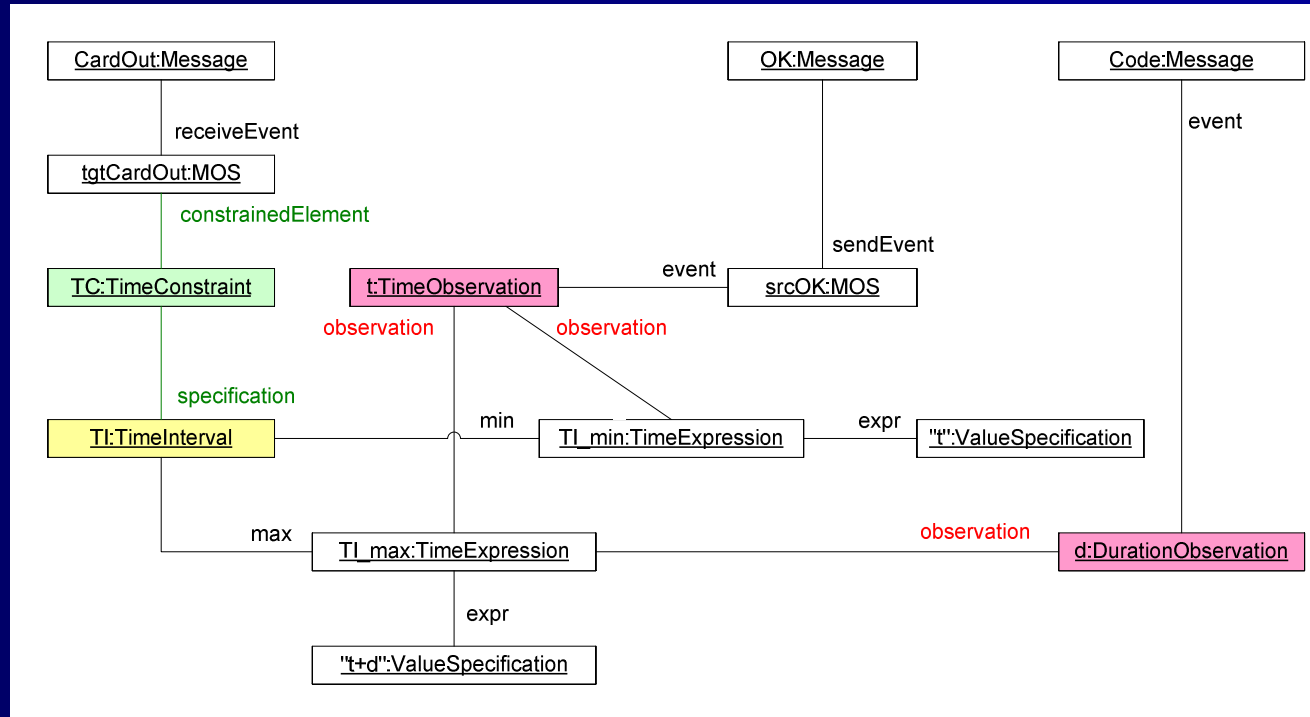 CardOut:Message
OK:Message
Code:Message
event
receiveEvent
tgtCardOut:MOS
constrainedElement
sendEvent
event
TC:TimeConstraint
t:TimeObservation
srcOK:MOS
observation
observation
specification
min
expr
TI:TimeInterval
TI_min:TimeExpression
"t":ValueSpecification
max
observation
TI_max:TimeExpression
d:DurationObservation
expr
"t+d":ValueSpecification